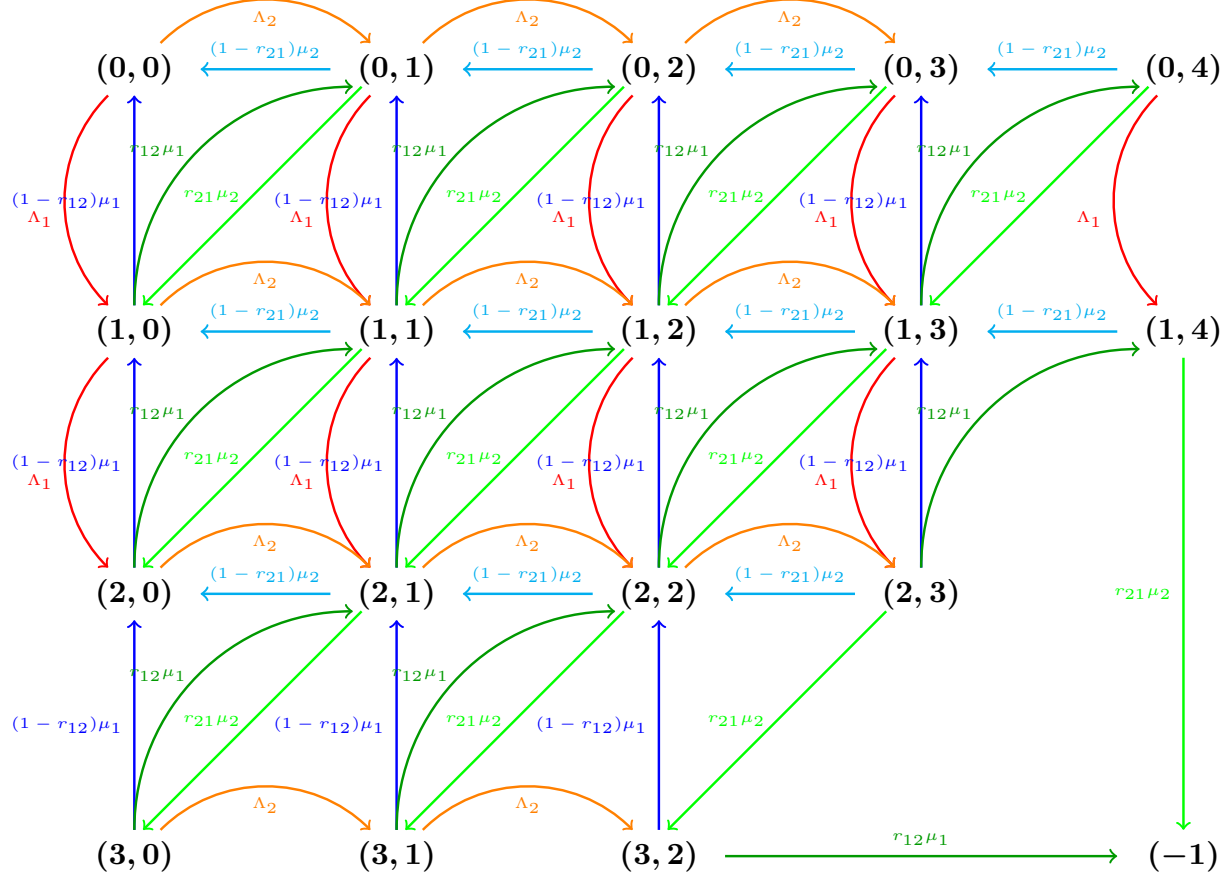 Λ₂ Λ₂ Λ₂
(1 − r₂₁)μ₂ (1 − r₂₁)μ₂ (1 − r₂₁)μ₂ (1 − r₂₁)μ₂
(0, 0) (0, 1) (0, 2) (0, 3) (0, 4)
r₁₂μ₁ r₁₂μ₁ r₁₂μ₁ r₁₂μ₁
r₂₁μ₂ r₂₁μ₂ r₂₁μ₂ r₂₁μ₂
(1 − r₁₂)μ₁ (1 − r₁₂)μ₁ (1 − r₁₂)μ₁ (1 − r₁₂)μ₁
Λ₁ Λ₁ Λ₁ Λ₁ Λ₁
Λ₂ Λ₂ Λ₂
(1 − r₂₁)μ₂ (1 − r₂₁)μ₂ (1 − r₂₁)μ₂ (1 − r₂₁)μ₂
(1, 0) (1, 1) (1, 2) (1, 3) (1, 4)
r₁₂μ₁ r₁₂μ₁ r₁₂μ₁ r₁₂μ₁
r₂₁μ₂ r₂₁μ₂ r₂₁μ₂
(1 − r₁₂)μ₁ (1 − r₁₂)μ₁ (1 − r₁₂)μ₁ (1 − r₁₂)μ₁
Λ₁ Λ₁ Λ₁ Λ₁
Λ₂ Λ₂ Λ₂
(1 − r₂₁)μ₂ (1 − r₂₁)μ₂ (1 − r₂₁)μ₂
(2, 0) (2, 1) (2, 2) (2, 3) r₂₁μ₂
r₁₂μ₁ r₁₂μ₁
(1 − r₁₂)μ₁ r₂₁μ₂ (1 − r₁₂)μ₁ r₂₁μ₂ (1 − r₁₂)μ₁ r₂₁μ₂
Λ₂ Λ₂
r₁₂μ₁
(3, 0) (3, 1) (3, 2) (−1)